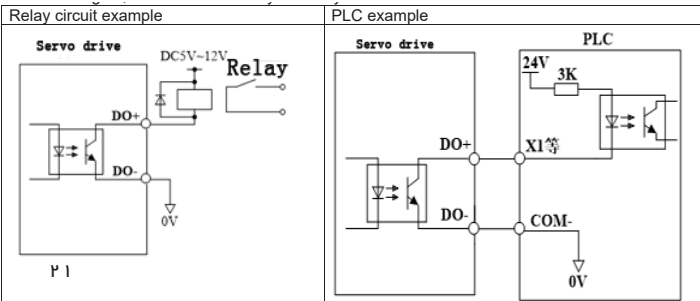 Relay circuit example
PLC example
Servo drive
DC5V~12V
Relay
DO+
DO-
0V
۲۱
Servo drive
PLC
24V
3K
DO+
X1等
DO-
COM-
0V